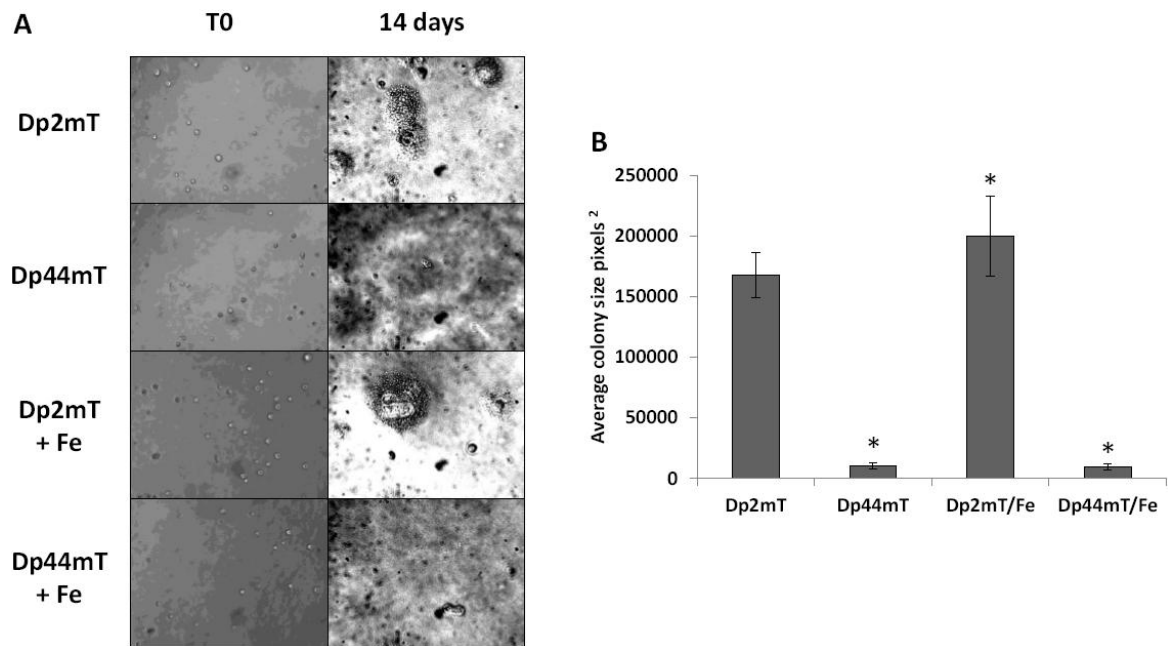 A
T0
14 days
Dp2mT
Dp44mT
Dp2mT
+ Fe
Dp44mT
+ Fe
B
Average colony size pixels ²
250000
200000
150000
100000
50000
0
*
*
*
Dp2mT
Dp44mT
Dp2mT/Fe
Dp44mT/Fe